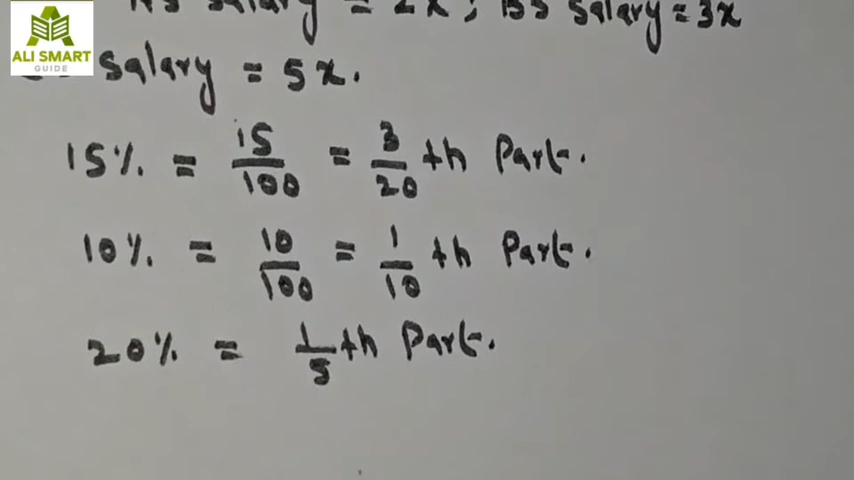 A's salary = 2x; B's salary = 3x
ALI SMART
GUIDE
salary = 5x.
15% = 15/100 = 3/20 th Part.
10% = 10/100 = 1/10 th Part.
20% = 1/5 th Part.